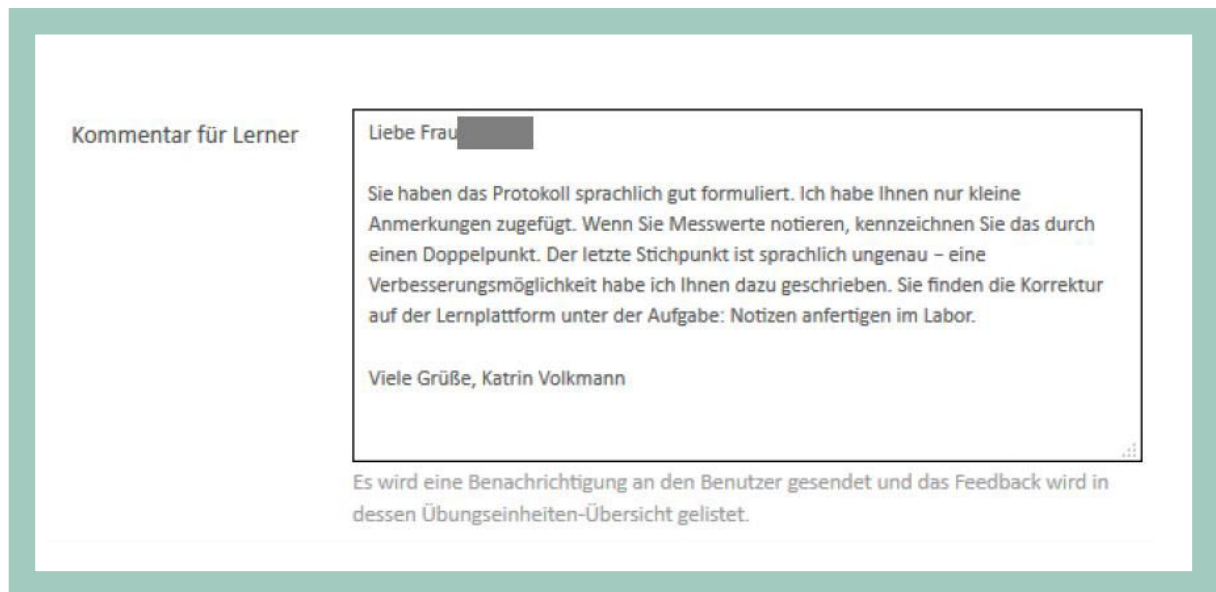 Kommentar für Lerner
Liebe Frau
Sie haben das Protokoll sprachlich gut formuliert. Ich habe Ihnen nur kleine
Anmerkungen zugefügt. Wenn Sie Messwerte notieren, kennzeichnen Sie das durch
einen Doppelpunkt. Der letzte Stichpunkt ist sprachlich ungenau – eine
Verbesserungsmöglichkeit habe ich Ihnen dazu geschrieben. Sie finden die Korrektur
auf der Lernplattform unter der Aufgabe: Notizen anfertigen im Labor.
Viele Grüße, Katrin Volkmann
Es wird eine Benachrichtigung an den Benutzer gesendet und das Feedback wird in
dessen Übungseinheiten-Übersicht gelistet.